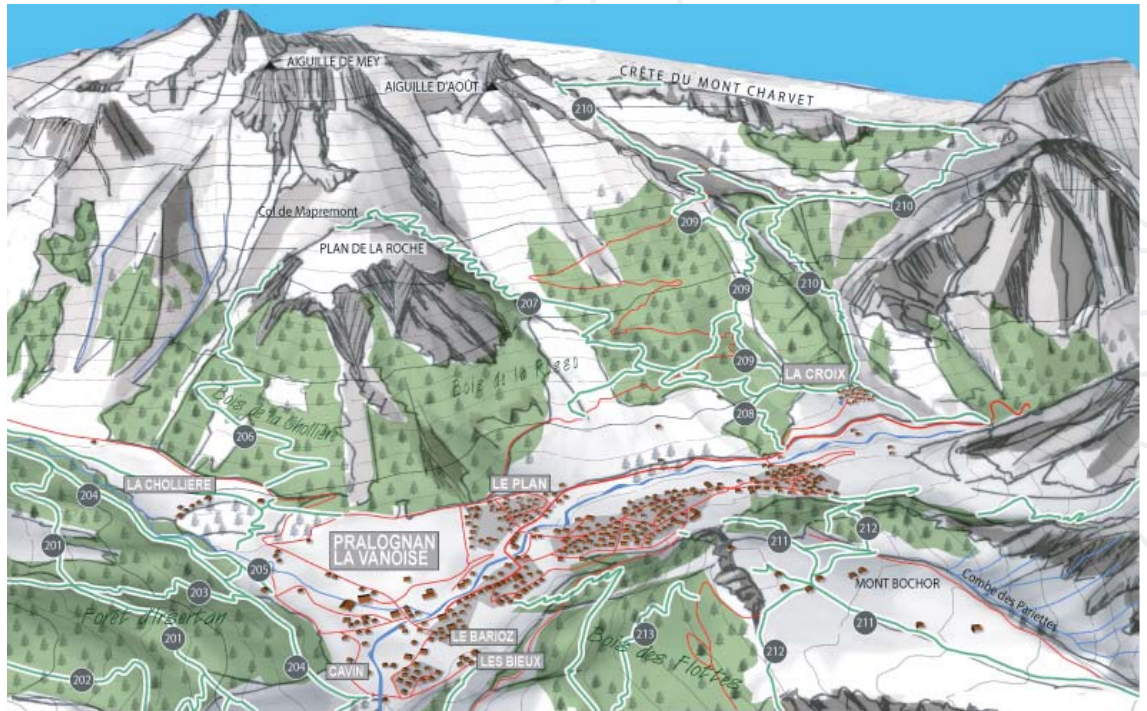 AIGUILLE DE MEY
AIGUILLE D'AOÛT
CRÊTE DU MONT CHARVET
210
Col de Mapremont
209
210
PLAN DE LA ROCHE
207
209
210
209
LA CROIX
Bois de la Rosso
208
206
Bois de la Chollière
LA CHOLLIERE
LE PLAN
204
201
PRALOGNAN
LA VANOISE
211
212
205
203
MONT BOCHOR
Combe des Pariettes
Forêt d'Isertan
201
213
211
LE BARIOZ
Bois des Flottes
212
204
CAVIN
LES BIEUX
202